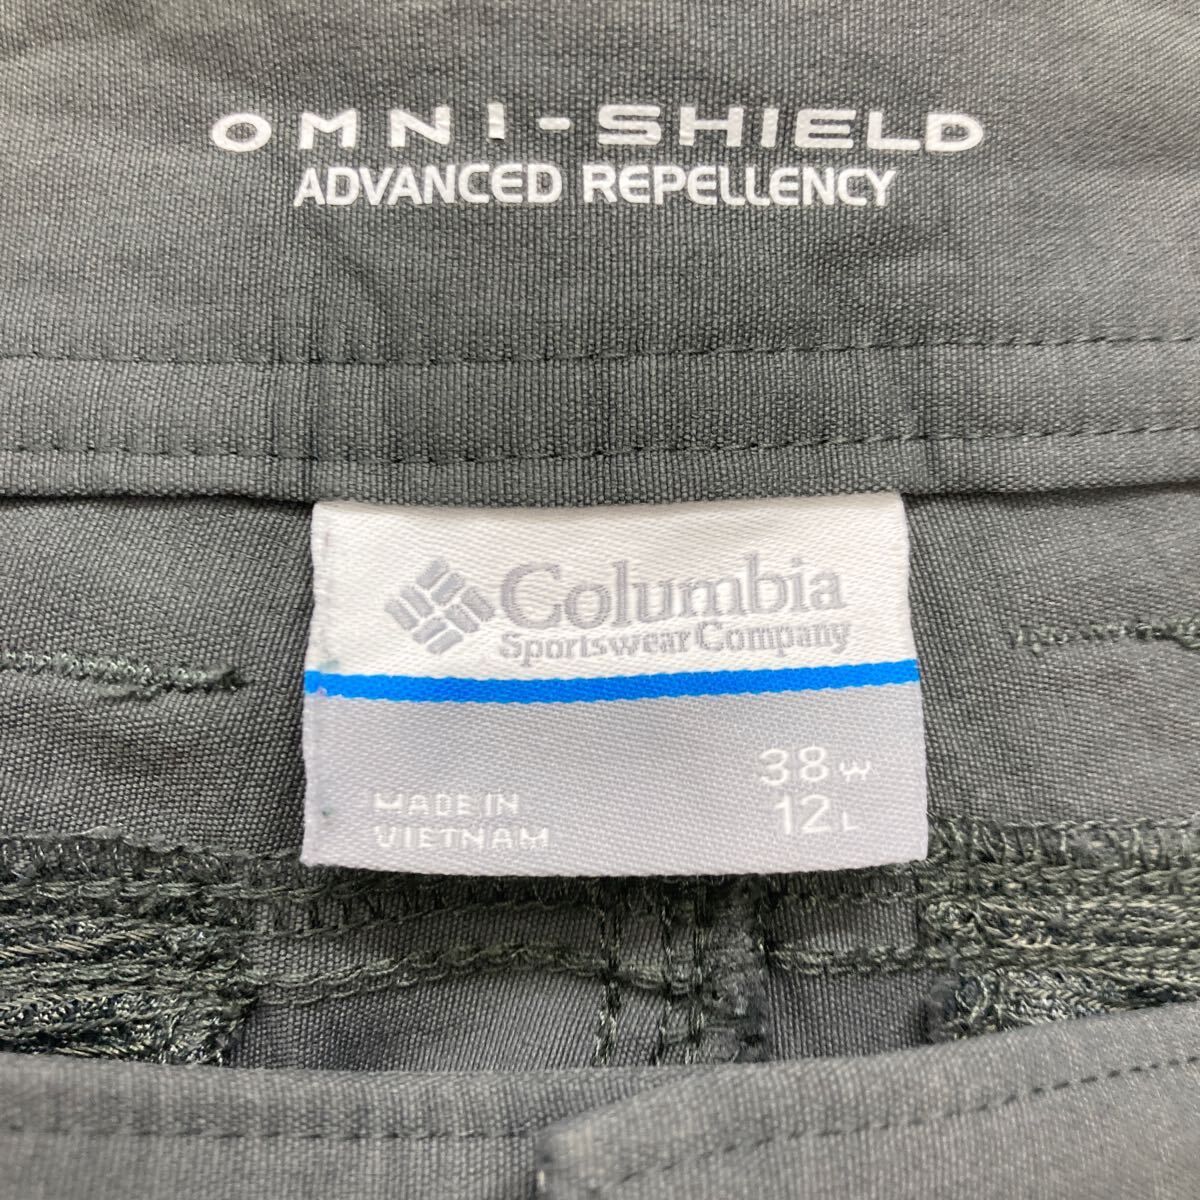 OMNI-SHIELD
ADVANCED REPELLENCY
Columbia
Sportswear Company
38 W
12 L
MADE IN
VIETNAM